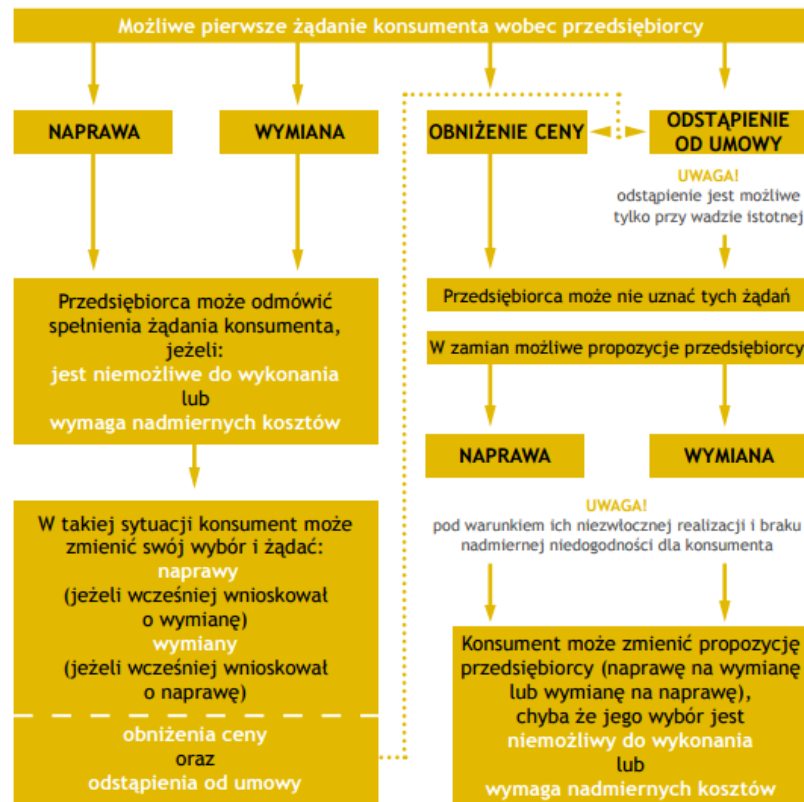 Możliwe pierwsze żądanie konsumenta wobec przedsiębiorcy
NAPRAWA
WYMIANA
OBNIŻENIE CENY
ODSTĄPIENIE
OD UMOWY
UWAGA!
odstąpienie jest możliwe
tylko przy wadzie istotnej
Przedsiębiorca może odmówić
spełnienia żądania konsumenta,
jeżeli:
jest niemożliwe do wykonania
lub
wymaga nadmiernych kosztów
W takiej sytuacji konsument może
zmienić swój wybór i żądać:
naprawy
(jeżeli wcześniej wnioskował
o wymianę)
wymiany
(jeżeli wcześniej wnioskował
o naprawę)
obniżenia ceny
oraz
odstąpienia od umowy
Przedsiębiorca może nie uznać tych żądań
W zamian możliwe propozycje przedsiębiorcy
NAPRAWA
WYMIANA
UWAGA!
pod warunkiem ich niezwłocznej realizacji i braku
nadmiernej niedogodności dla konsumenta
Konsument może zmienić propozycję
przedsiębiorcy (naprawę na wymianę
lub wymianę na naprawę),
chyba że jego wybór jest
niemożliwy do wykonania
lub
wymaga nadmiernych kosztów